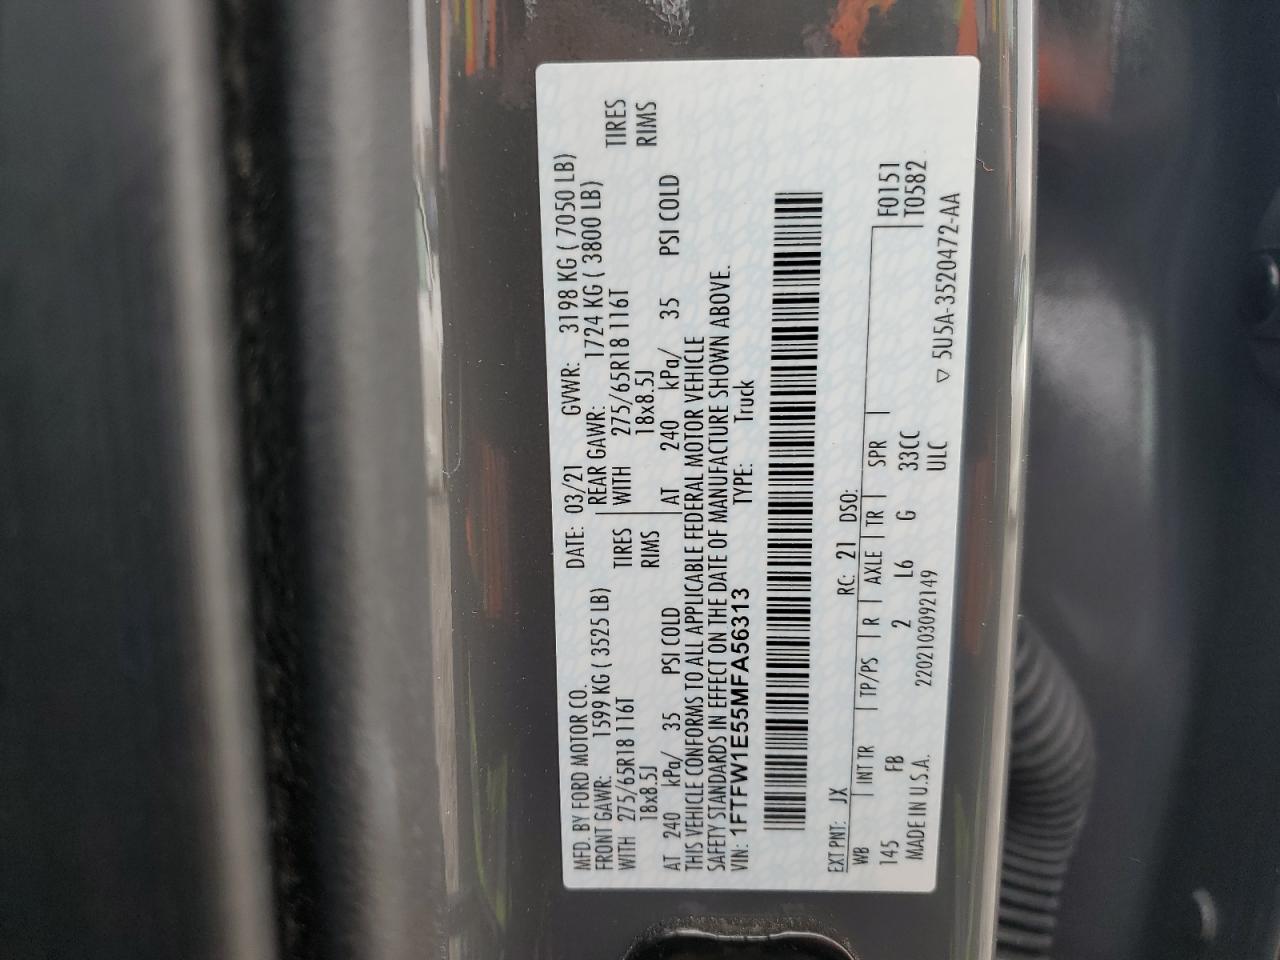 MFD. BY FORD MOTOR CO.
DATE: 03/21 GVWR: 3198 KG ( 7050 LB)
FRONT GAWR: 1599 KG ( 3525 LB) REAR GAWR: 1724 KG ( 3800 LB)
WITH 275/65R18 116T TIRES WITH 275/65R18 116T TIRES
18x8.5J RIMS 18x8.5J RIMS
AT 240 kPa/ 35 PSI COLD AT 240 kPa/ 35 PSI COLD
THIS VEHICLE CONFORMS TO ALL APPLICABLE FEDERAL MOTOR VEHICLE
SAFETY STANDARDS IN EFFECT ON THE DATE OF MANUFACTURE SHOWN ABOVE.
VIN: 1FTFW1E55MFA56313 TYPE: Truck
EXT PNT: JX RC: 21 DSO: F0151
WB INT TR TP/PS R AXLE TR SPR T0582
145 FB 2 L6 G 33CC
MADE IN U.S.A. 2202103092149 ULC
▽ 5U5A-3520472-AA